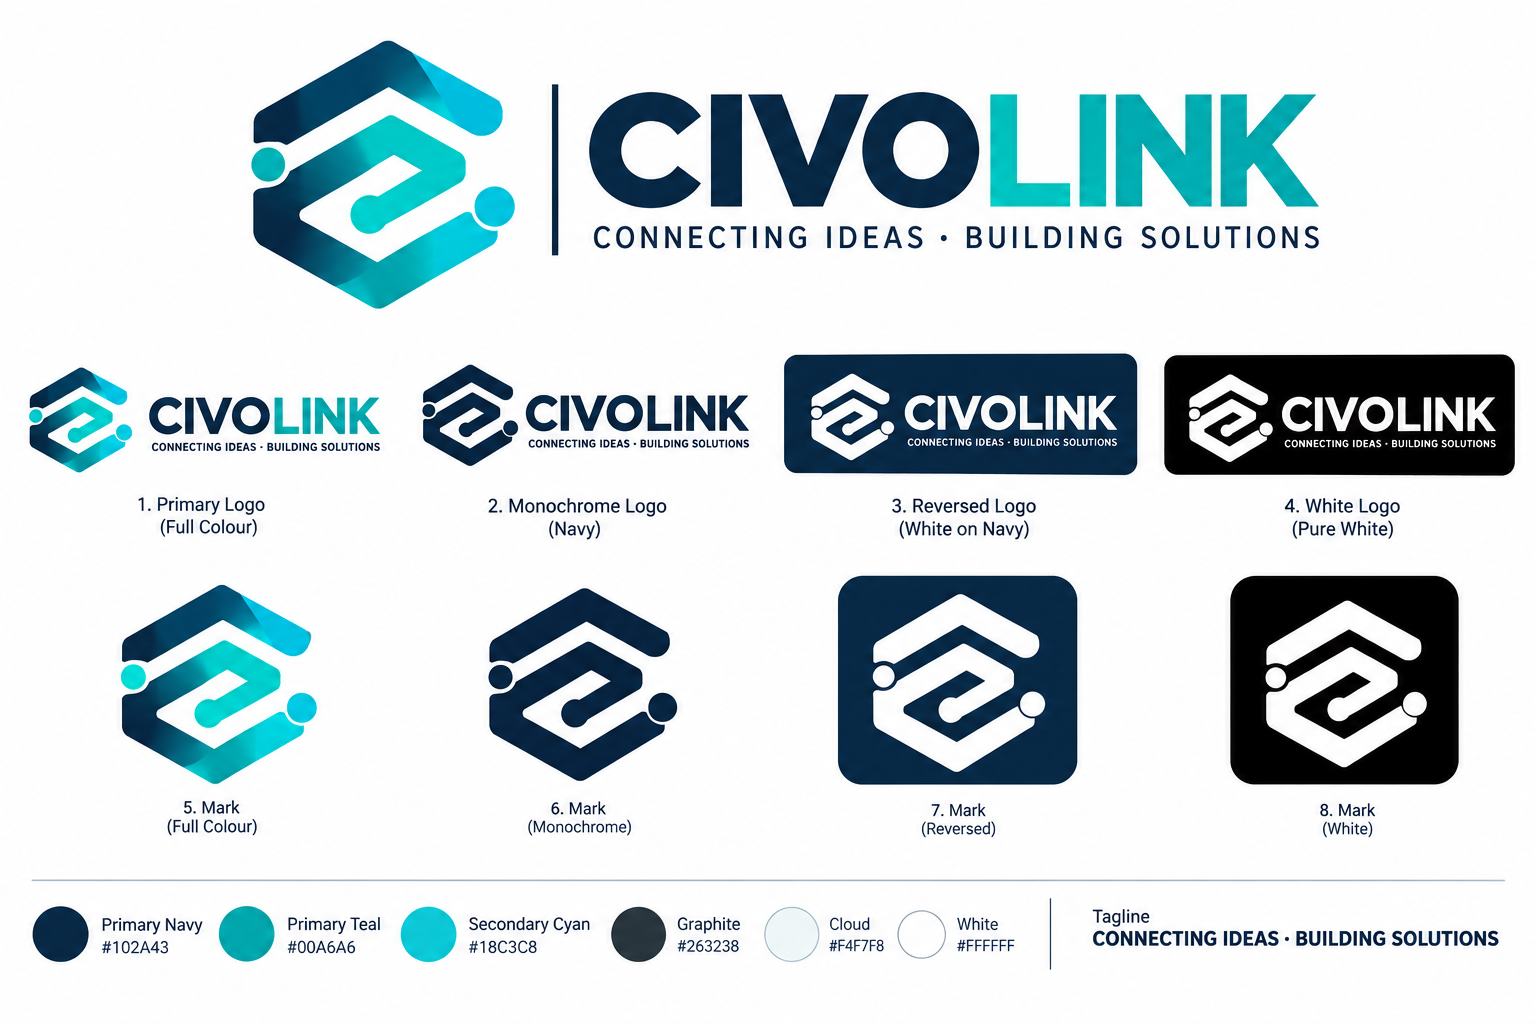 CIVOLINK
CONNECTING IDEAS · BUILDING SOLUTIONS
CIVOLINK
CONNECTING IDEAS · BUILDING SOLUTIONS
CIVOLINK
CONNECTING IDEAS · BUILDING SOLUTIONS
CIVOLINK
CONNECTING IDEAS · BUILDING SOLUTIONS
CIVOLINK
CONNECTING IDEAS · BUILDING SOLUTIONS
1. Primary Logo
(Full Colour)
2. Monochrome Logo
(Navy)
3. Reversed Logo
(White on Navy)
4. White Logo
(Pure White)
5. Mark
(Full Colour)
6. Mark
(Monochrome)
7. Mark
(Reversed)
8. Mark
(White)
Primary Navy
#102A43
Primary Teal
#00A6A6
Secondary Cyan
#18C3C8
Graphite
#263238
Cloud
#F4F7F8
White
#FFFFFF
Tagline
CONNECTING IDEAS · BUILDING SOLUTIONS